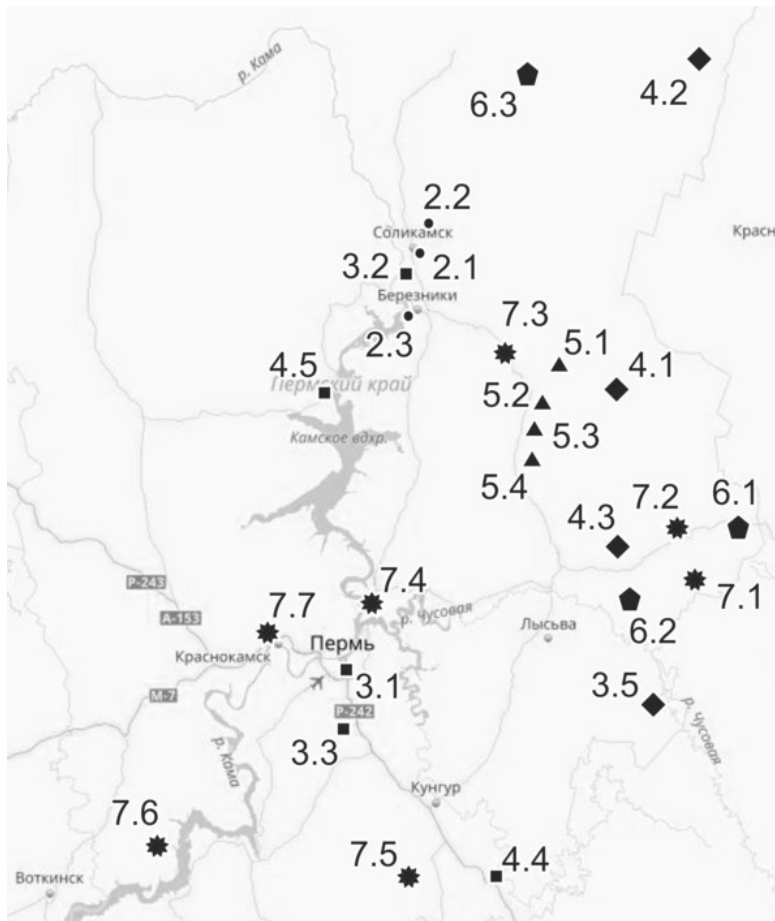 р. Кама
6.3
4.2
2.2
Соликамск
Красн
3.2
2.1
Березники
7.3
2.3
5.1
4.5
4.1
Пермский край
5.2
Камское вдхр.
5.3
5.4
7.2
6.1
4.3
Р-243
7.4
7.1
А-153
7.7
р. Чусовая
6.2
Лысьва
Пермь
Краснокамск
3.1
3.5
М-7
Р-242
р. Чусовая
3.3
р. Кама
Кунгур
7.6
7.5
4.4
Воткинск